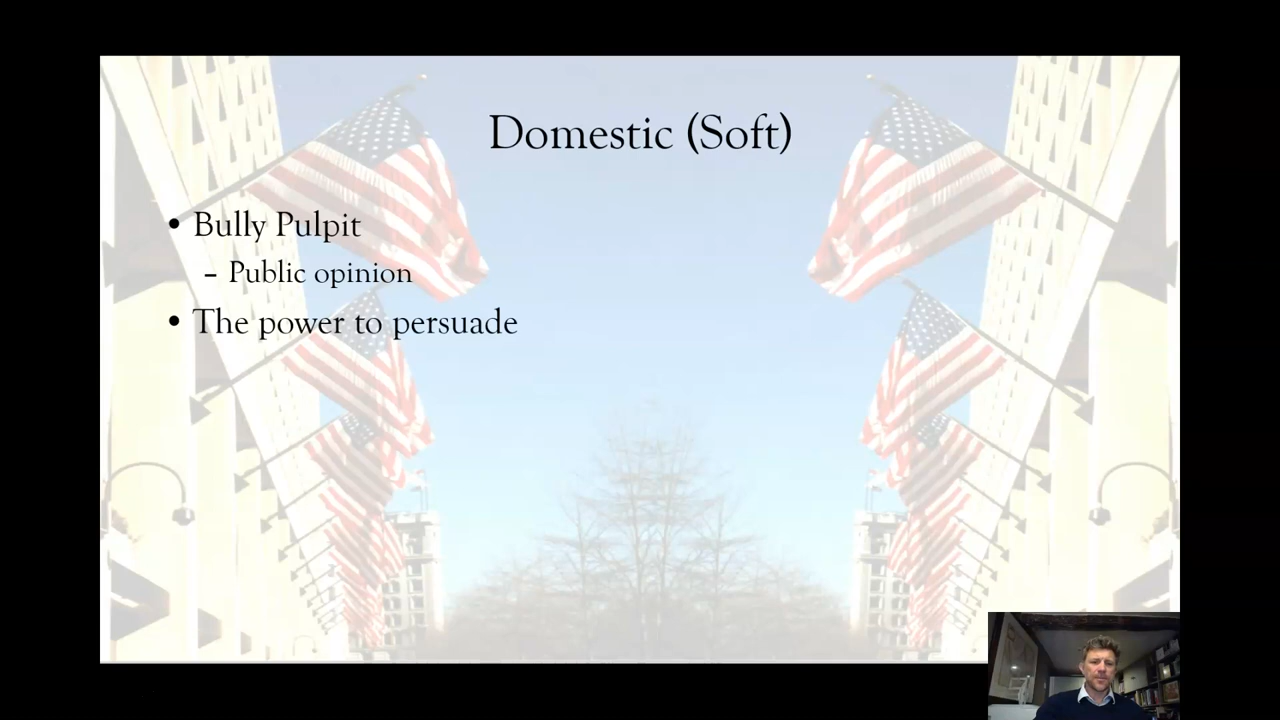 Domestic (Soft)
• Bully Pulpit
– Public opinion
• The power to persuade